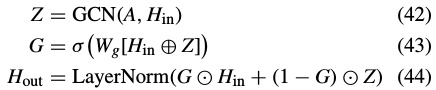 Z = GCN(A, H_in) (42)
G = σ(W_g[H_in ⊕ Z]) (43)
H_out = LayerNorm(G ⊙ H_in + (1 − G) ⊙ Z) (44)